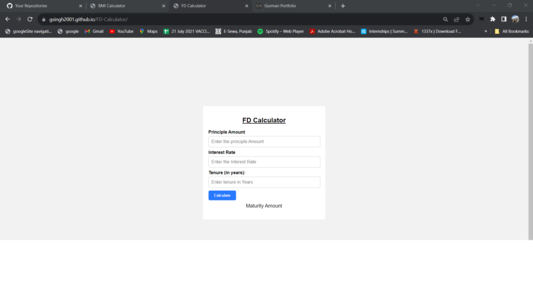 Your Repositories
BMI Calculator
FD Calculator
Gurman Portfolio
gsingh2001.github.io/FD-Calculator/
googleSite navigati...
google
Gmail
YouTube
Maps
21 July 2021 VACCO...
E-Sewa, Punjab
Spotify – Web Player
Adobe Acrobat Ho...
Internships | Summ...
1337x | Download T...
All Bookmarks
FD Calculator
Principle Amount
Enter the principle Amount
Interest Rate
Enter the Interest Rate
Tenure (in years)
Enter tenure in Years
Calculate
Maturity Amount